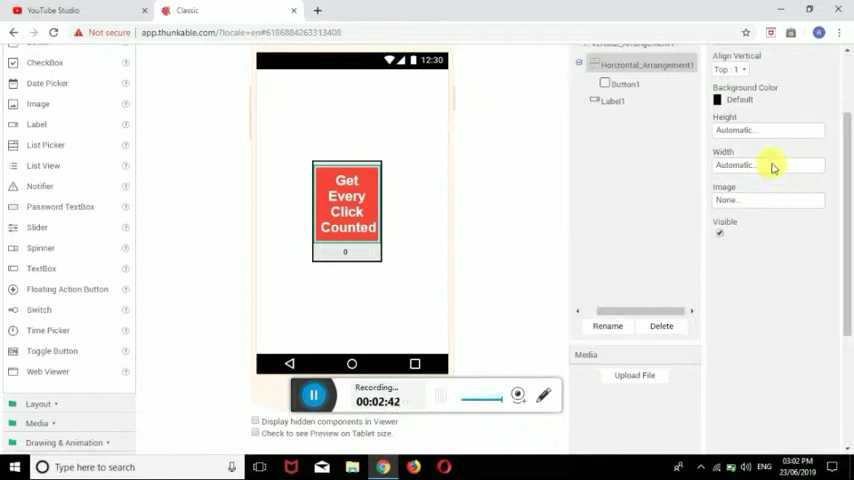 YouTube Studio
Classic
Not secure
app.thunkable.com/?locale=en#6186884263313408
CheckBox
Date Picker
Image
Label
List Picker
List View
Notifier
Password TextBox
Slider
Spinner
TextBox
Floating Action Button
Switch
Time Picker
Toggle Button
Web Viewer
Layout
Media
Drawing & Animation
12:30
Get
Every
Click
Counted
0
Recording...
00:02:42
Display hidden components in Viewer
Check to see Preview on Tablet size.
Horizontal_Arrangement1
Button1
Label1
Rename
Delete
Media
Upload File
Align Vertical
Top : 1
Background Color
Default
Height
Automatic...
Width
Automatic...
Image
None...
Visible
Type here to search
ENG
03:02 PM
23/06/2019